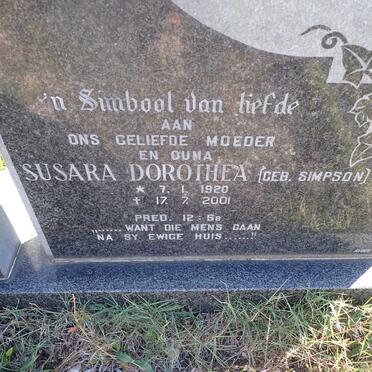 'n Simbool van liefde
AAN
ONS GELIEFDE MOEDER
EN OUMA
SUSARA DOROTHEA (GEB. SIMPSON)
* 7. 1. 1920
† 17. 7. 2001
PRED. 12:5B
"...... WANT DIE MENS GAAN
NA SY EWIGE HUIS ......"